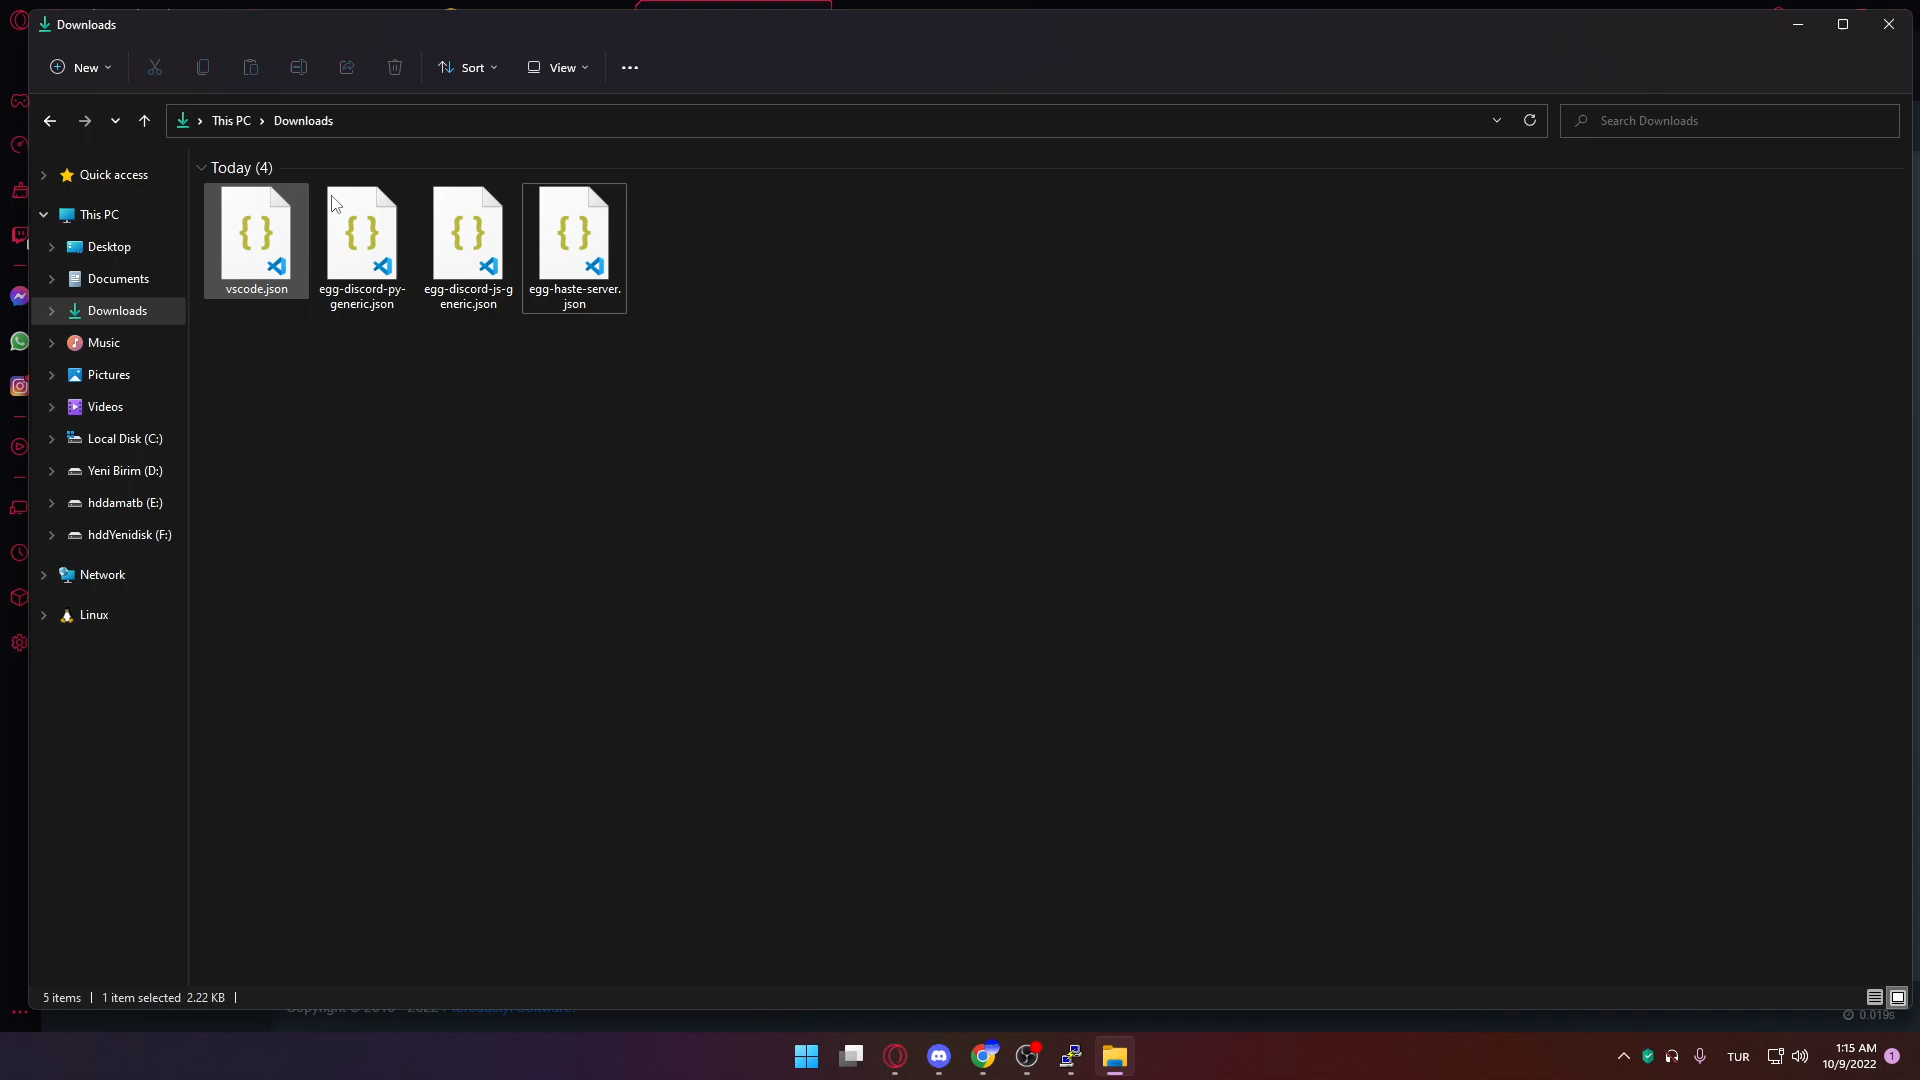 Downloads
New
Sort
View
This PC
Downloads
Search Downloads
Quick access
This PC
Desktop
Documents
Downloads
Music
Pictures
Videos
Local Disk (C:)
Yeni Birim (D:)
hddamatb (E:)
hddYenidisk (F:)
Network
Linux
Today (4)
vscode.json
egg-discord-py-
generic.json
egg-discord-js-g
eneric.json
egg-haste-server.
json
5 items
1 item selected 2.22 KB
0.019s
TUR
1:15 AM
10/9/2022
1